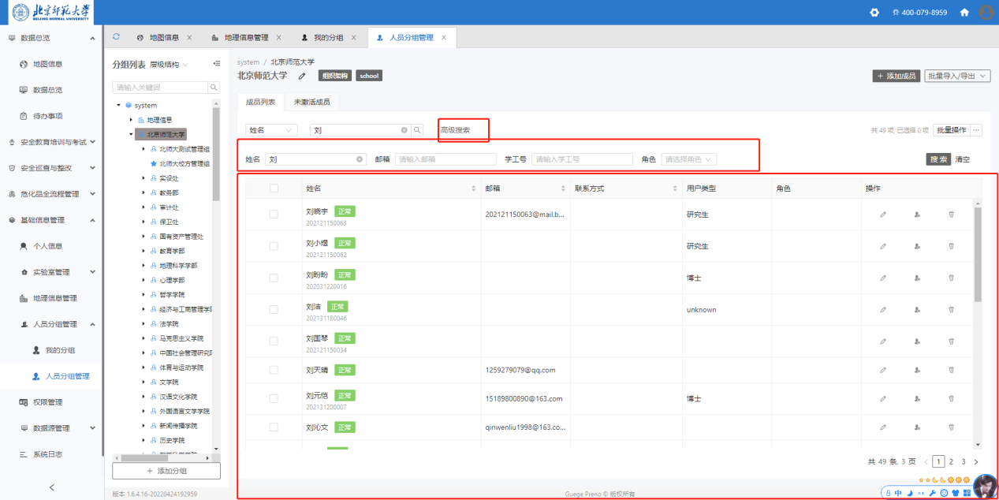 北京师范大学
BEIJING NORMAL UNIVERSITY
400-079-8959
数据总览
地图信息
数据总览
待办事项
安全教育培训与考试
安全巡查与整改
危化品全流程管理
基础信息管理
个人信息
实验室管理
地理信息管理
人员分组管理
我的分组
人员分组管理
权限管理
数据源管理
系统日志
地图信息 × 地理信息管理 × 我的分组 × 人员分组管理 ×
分组列表 层级结构
请输入关键词
system
地理信息
北京师范大学
北师大测试管理组
北师大校方管理组
实设处
教务部
审计处
保卫处
国有资产管理处
教育学部
地理科学学部
心理学部
哲学学院
经济与工商管理学
法学院
马克思主义学院
中国社会管理研究
体育与运动学院
文学院
汉语文化学院
外国语言文学学院
新闻传播学院
历史学院
+ 添加分组
版本 1.6.4.16-20220424192959
system / 北京师范大学
北京师范大学 组织架构 school
+ 添加成员 批量导入/导出
成员列表 未激活成员
姓名 刘 高级搜索 共 49 项, 已选择 0 项 批量操作 ···
姓名 刘 邮箱 请输入邮箱 学工号 请输入学工号 角色 请选择角色 搜 索 清空
姓名 邮箱 联系方式 用户类型 角色 操作
刘晓宇 正常 202121150063@mail.b... 研究生
202121150063
刘小煜 正常 研究生
202121150062
刘盼盼 正常 博士
202031220016
刘洁 正常 unknown
202131180046
刘国琴 正常
202121150034
刘天晴 正常 1259279079@qq.com
刘元恺 正常 15189800890@163.com 博士
202131200007
刘沁文 正常 qinwenliu1998@163.co...
共 49 条, 3 页 < 1 2 3 >
Guege Preno © 版权所有
中